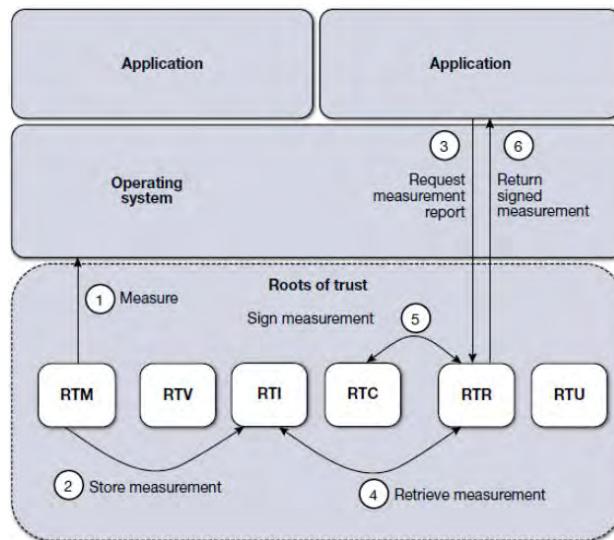 Application
Application
3
6
Request
measurement
report
Return
signed
measurement
Operating
system
Roots of trust
1
Measure
Sign measurement
5
RTM
RTV
RTI
RTC
RTR
RTU
2
Store measurement
4
Retrieve measurement